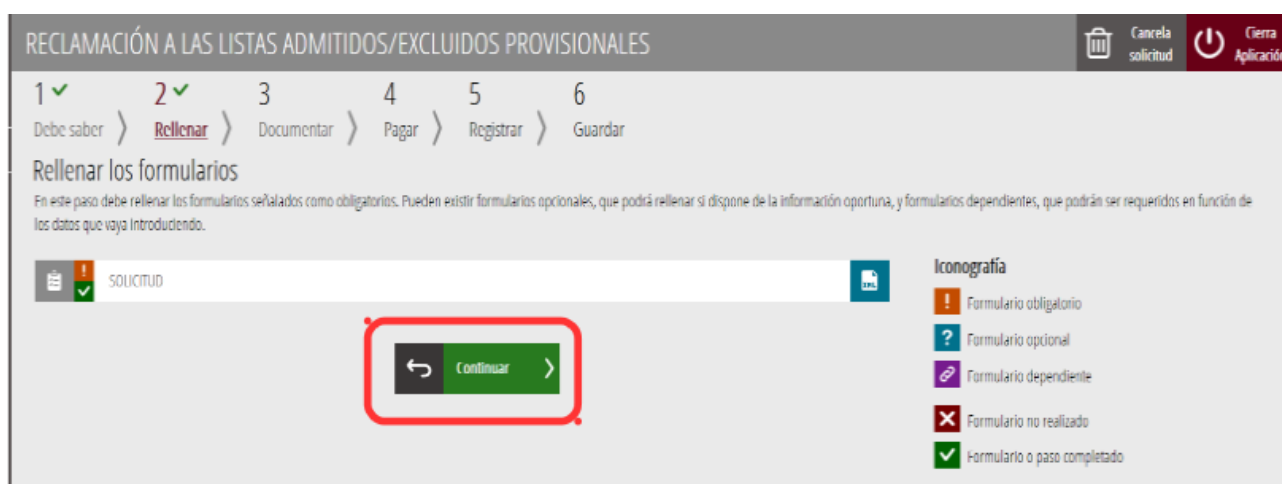 RECLAMACIÓN A LAS LISTAS ADMITIDOS/EXCLUIDOS PROVISIONALES
Cancela
solicitud
Cierra
Aplicación
1 2 3 4 5 6
Debe saber Rellenar Documentar Pagar Registrar Guardar
Rellenar los formularios
En este paso debe rellenar los formularios señalados como obligatorios. Pueden existir formularios opcionales, que podrá rellenar si dispone de la información oportuna, y formularios dependientes, que podrán ser requeridos en función de
los datos que vaya introduciendo.
! SOLICITUD XML
Continuar
Iconografía
! Formulario obligatorio
? Formulario opcional
Formulario dependiente
Formulario no realizado
Formulario o paso completado